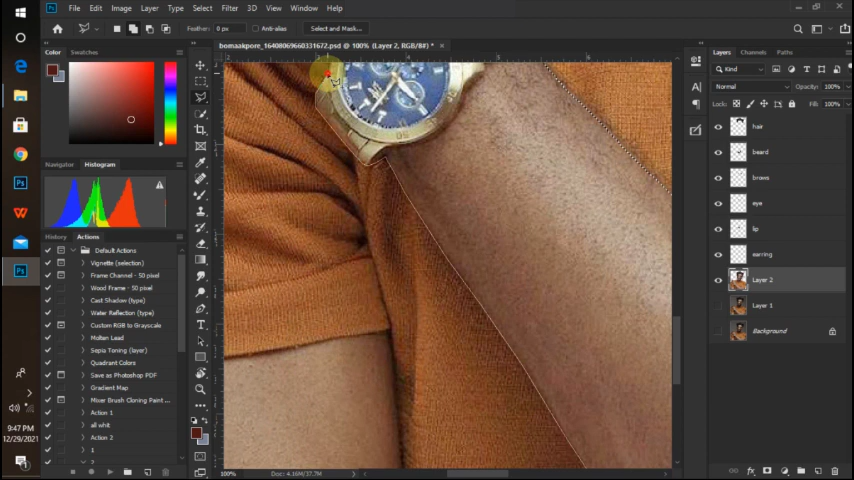 File Edit Image Layer Type Select Filter 3D View Window Help
Feather: 0 px Anti-alias Select and Mask...
bomaakpore_16408069660331672.psd @ 100% (Layer 2, RGB/8#) *
Color Swatches
Navigator Histogram
History Actions
Default Actions
Vignette (selection)
Frame Channel - 50 pixel
Wood Frame - 50 pixel
Cast Shadow (type)
Water Reflection (type)
Custom RGB to Grayscale
Molten Lead
Sepia Toning (layer)
Quadrant Colors
Save as Photoshop PDF
Gradient Map
Mixer Brush Cloning Paint ...
Action 1
all whit
Action 2
1
2
100% Doc: 4.16M/37.7M
Layers Channels Paths
Kind
Normal Opacity: 100%
Lock: Fill: 100%
hair
beard
brows
eye
lip
earring
Layer 2
Layer 1
Background
9:47 PM
12/29/2021